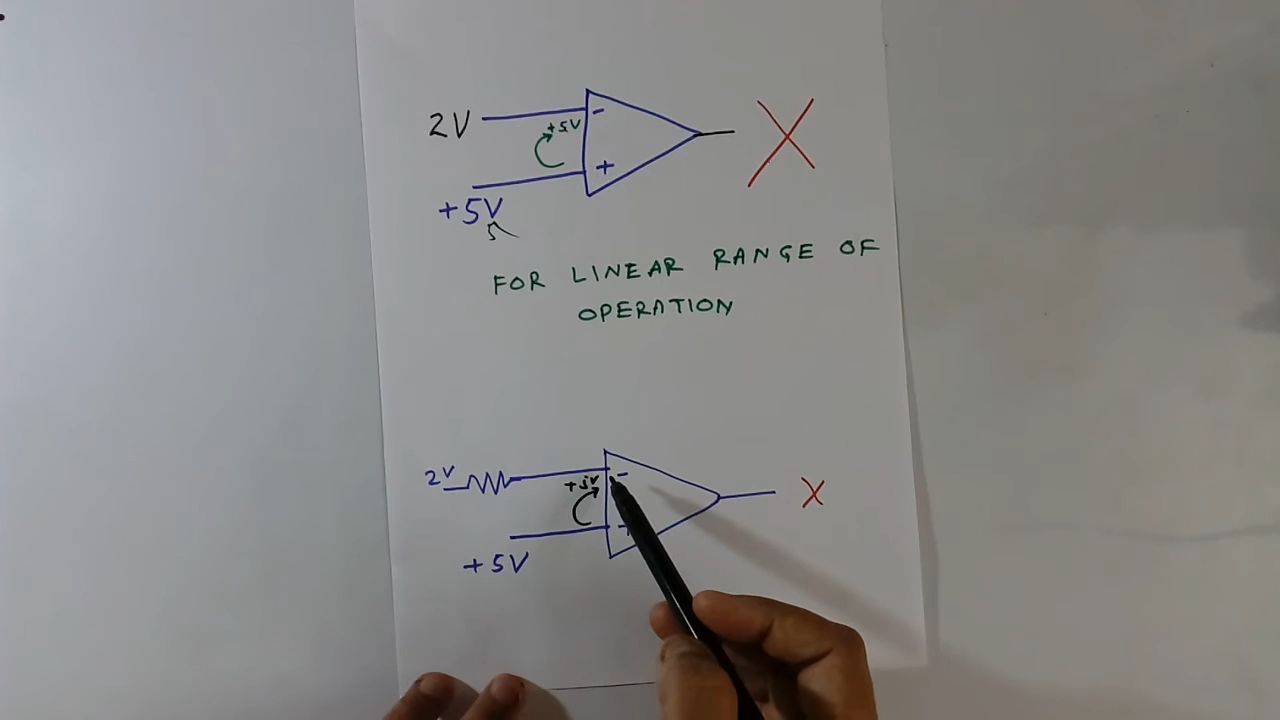 2V
-
+5V
+
+5V
FOR LINEAR RANGE OF
OPERATION
X
2V
-
+5V
+5V
X